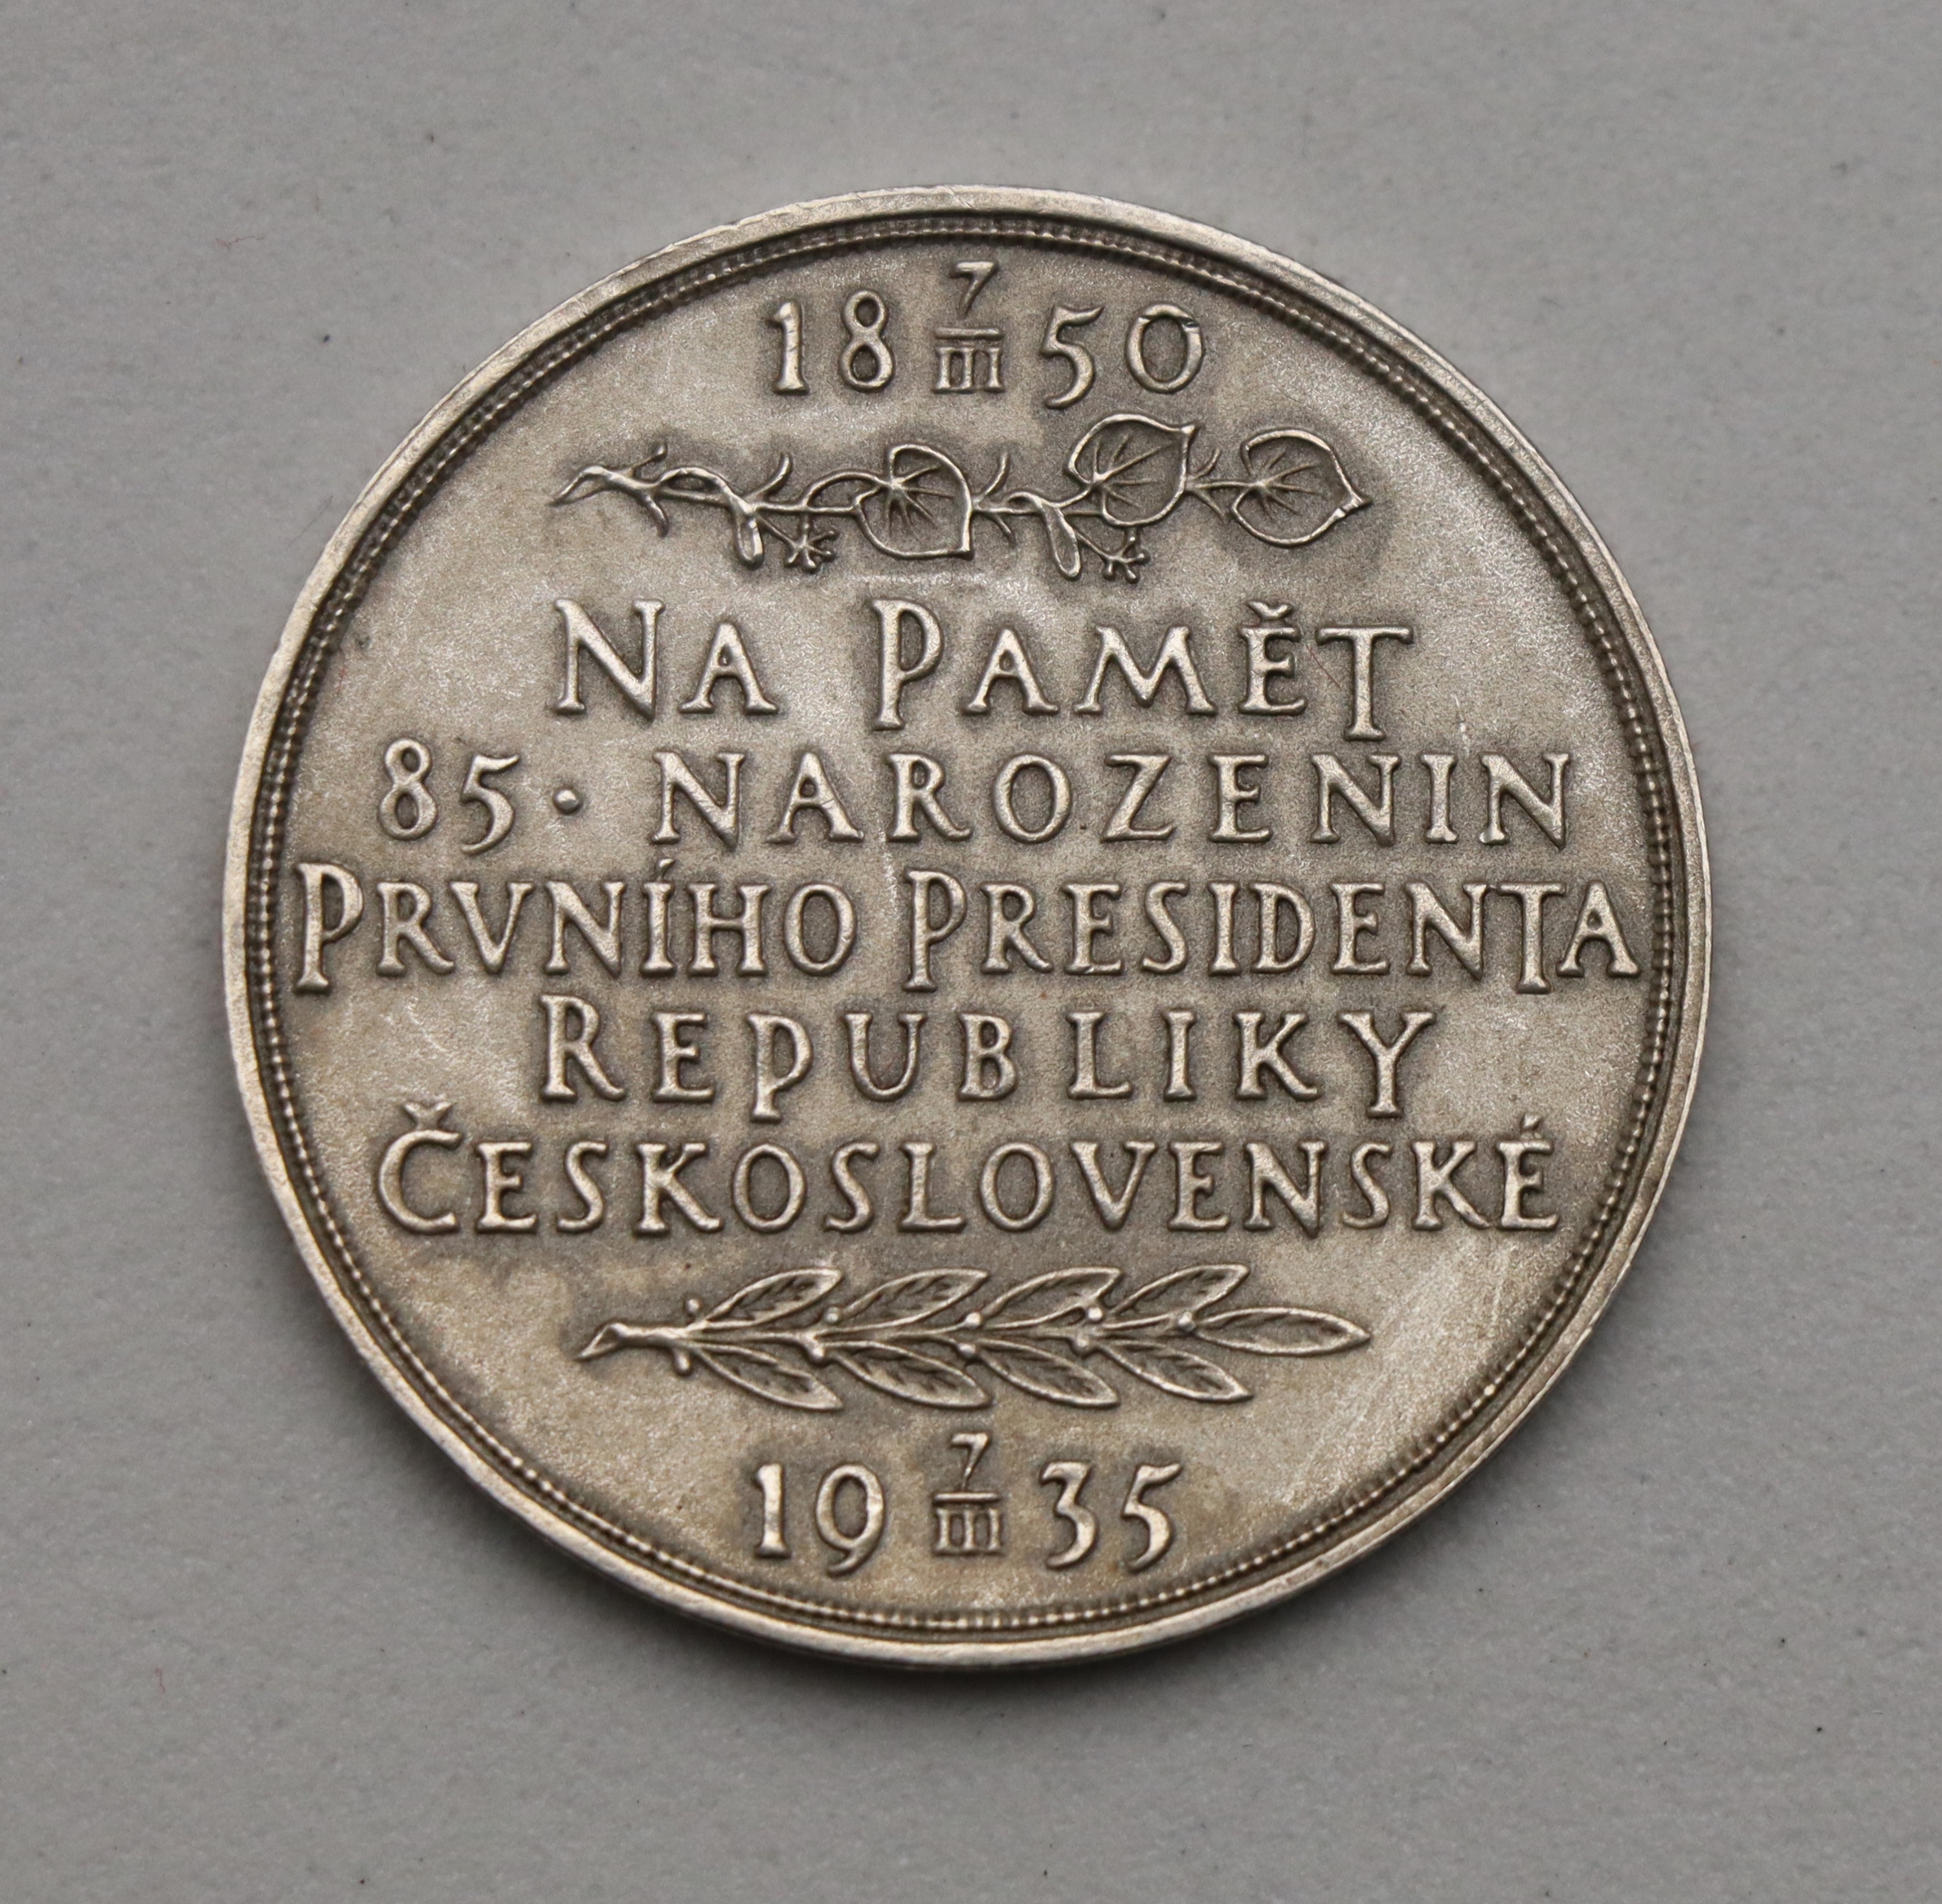 18 7/III 50
NA PAMĚT
85. NAROZENIN
PRVNÍHO PRESIDENTA
REPUBLIKY
ČESKOSLOVENSKÉ
19 7/III 35